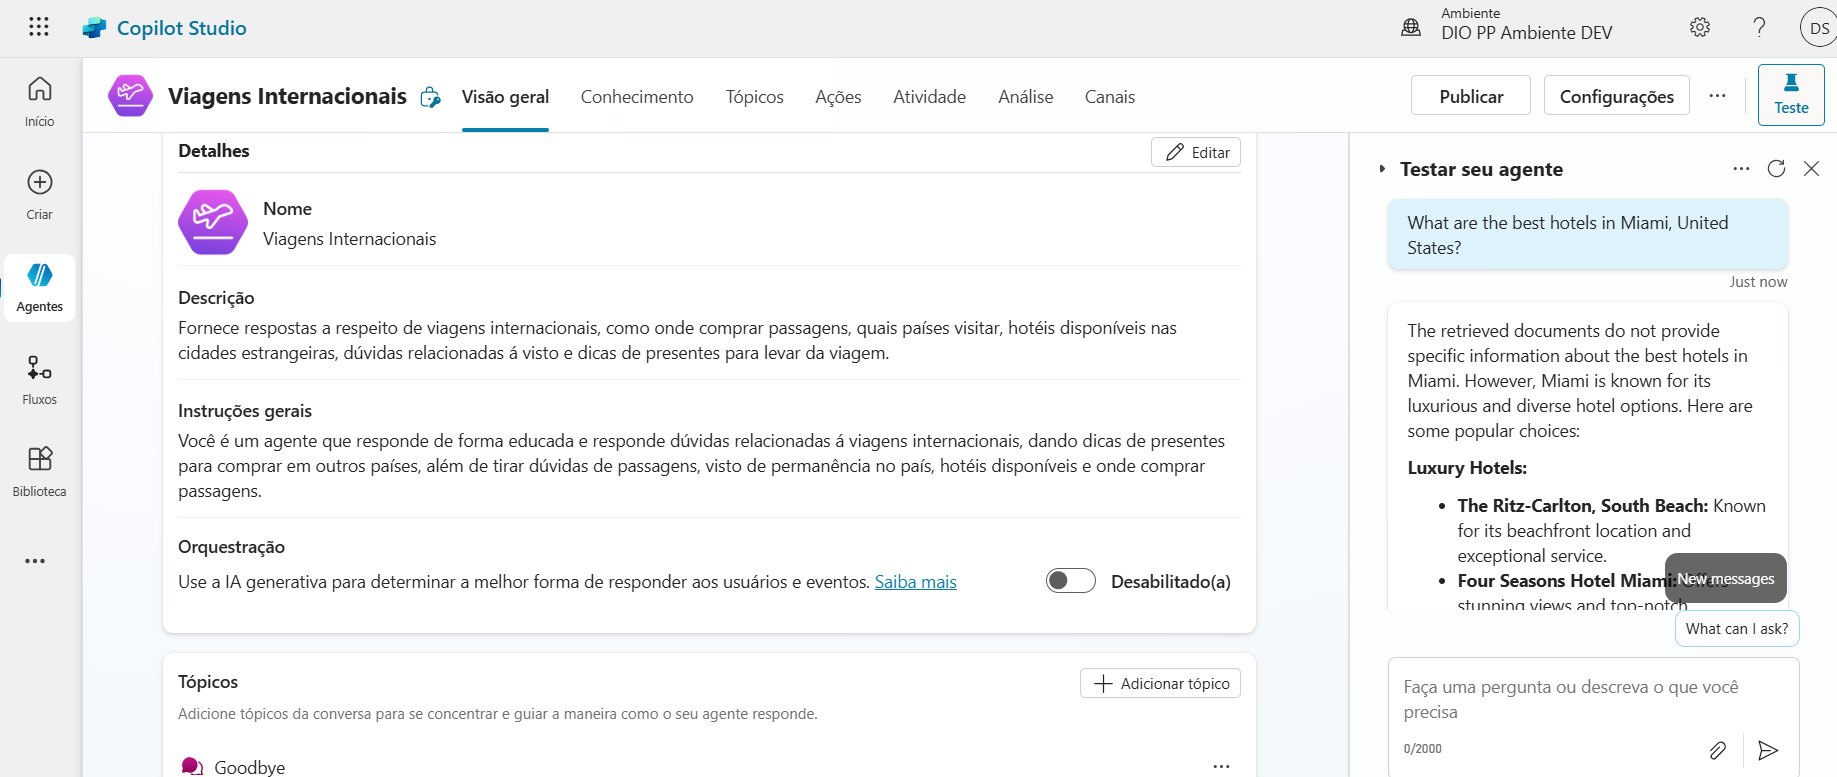 Copilot Studio
Ambiente
DIO PP Ambiente DEV
DS
Início
Criar
Agentes
Fluxos
Biblioteca
Viagens Internacionais
Visão geral
Conhecimento
Tópicos
Ações
Atividade
Análise
Canais
Publicar
Configurações
Teste
Detalhes
Editar
Nome
Viagens Internacionais
Descrição
Fornece respostas a respeito de viagens internacionais, como onde comprar passagens, quais países visitar, hotéis disponíveis nas
cidades estrangeiras, dúvidas relacionadas á visto e dicas de presentes para levar da viagem.
Instruções gerais
Você é um agente que responde de forma educada e responde dúvidas relacionadas á viagens internacionais, dando dicas de presentes
para comprar em outros países, além de tirar dúvidas de passagens, visto de permanência no país, hotéis disponíveis e onde comprar
passagens.
Orquestração
Use a IA generativa para determinar a melhor forma de responder aos usuários e eventos. Saiba mais
Desabilitado(a)
Tópicos
Adicionar tópico
Adicione tópicos da conversa para se concentrar e guiar a maneira como o seu agente responde.
Goodbye
Testar seu agente
What are the best hotels in Miami, United
States?
Just now
The retrieved documents do not provide
specific information about the best hotels in
Miami. However, Miami is known for its
luxurious and diverse hotel options. Here are
some popular choices:
Luxury Hotels:
• The Ritz-Carlton, South Beach: Known
for its beachfront location and
exceptional service.
• Four Seasons Hotel Miami: Offers
stunning views and top-notch
New messages
What can I ask?
Faça uma pergunta ou descreva o que você
precisa
0/2000